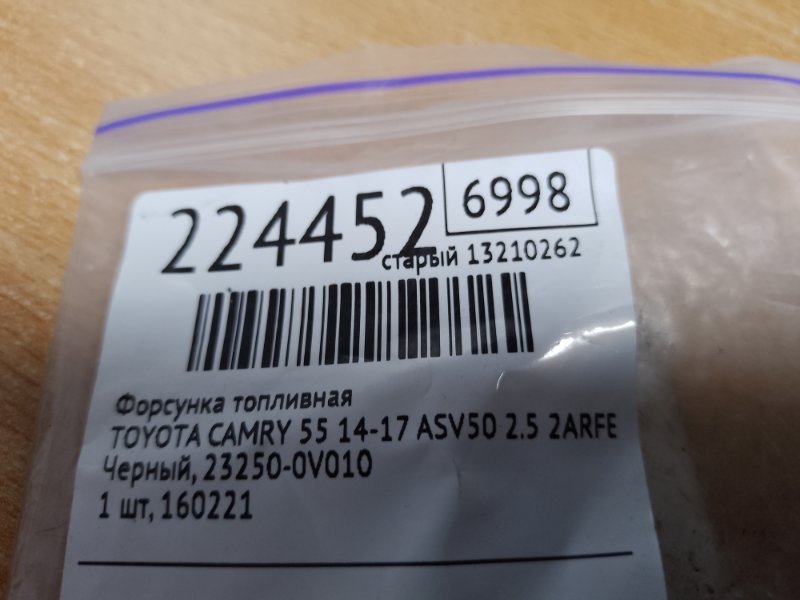 224452
6998
старый 13210262
Форсунка топливная
TOYOTA CAMRY 55 14-17 ASV50 2.5 2ARFE
Черный, 23250-0V010
1 шт, 160221